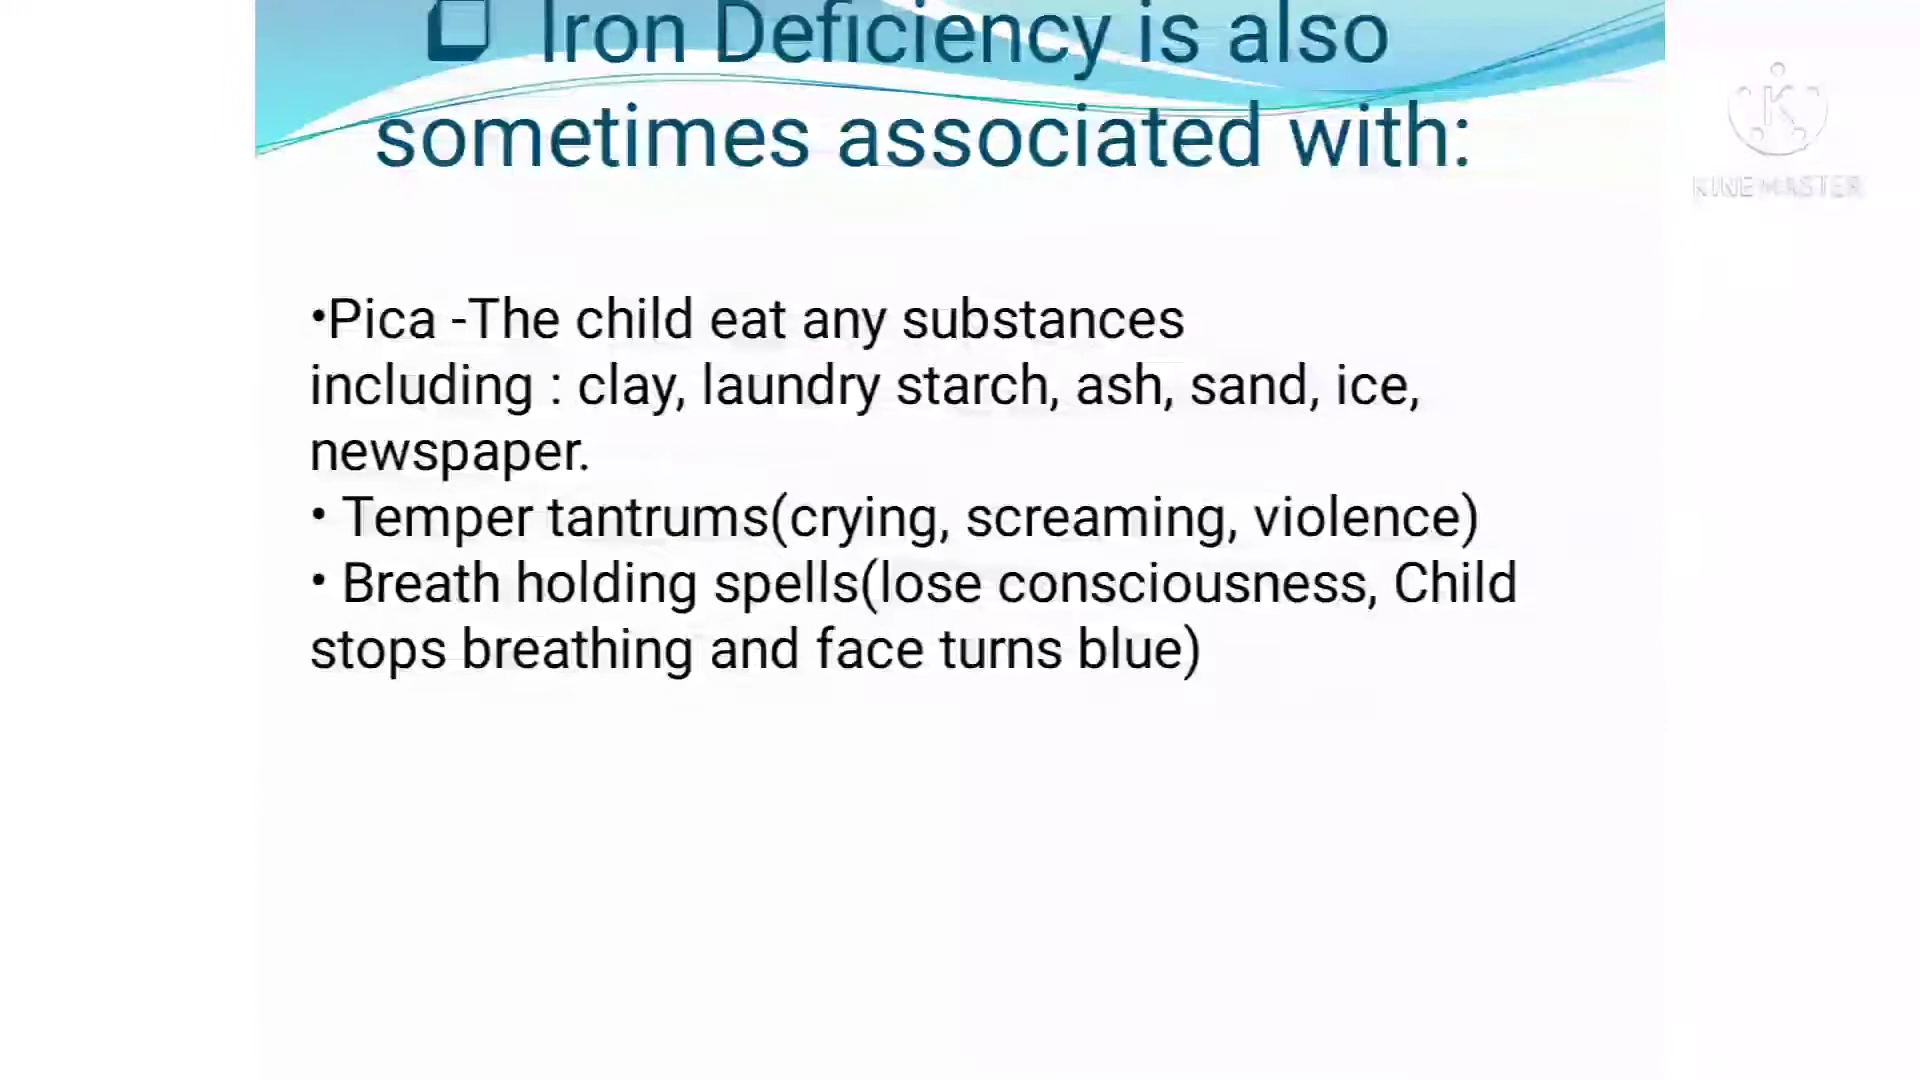 Iron Deficiency is also
sometimes associated with:
KINEMASTER
•Pica -The child eat any substances
including : clay, laundry starch, ash, sand, ice,
newspaper.
• Temper tantrums(crying, screaming, violence)
• Breath holding spells(lose consciousness, Child
stops breathing and face turns blue)